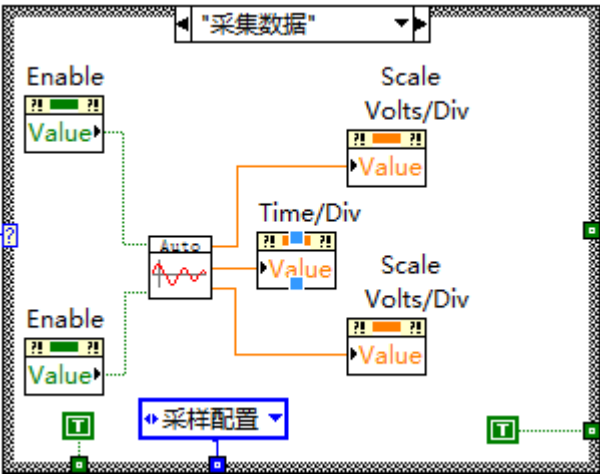 "采集数据"
Enable
?! ?!
Value
Scale
Volts/Div
?! ?!
Value
Time/Div
?! ?!
Value
?
Auto
Scale
Volts/Div
?! ?!
Value
Enable
?! ?!
Value
T
采样配置
T